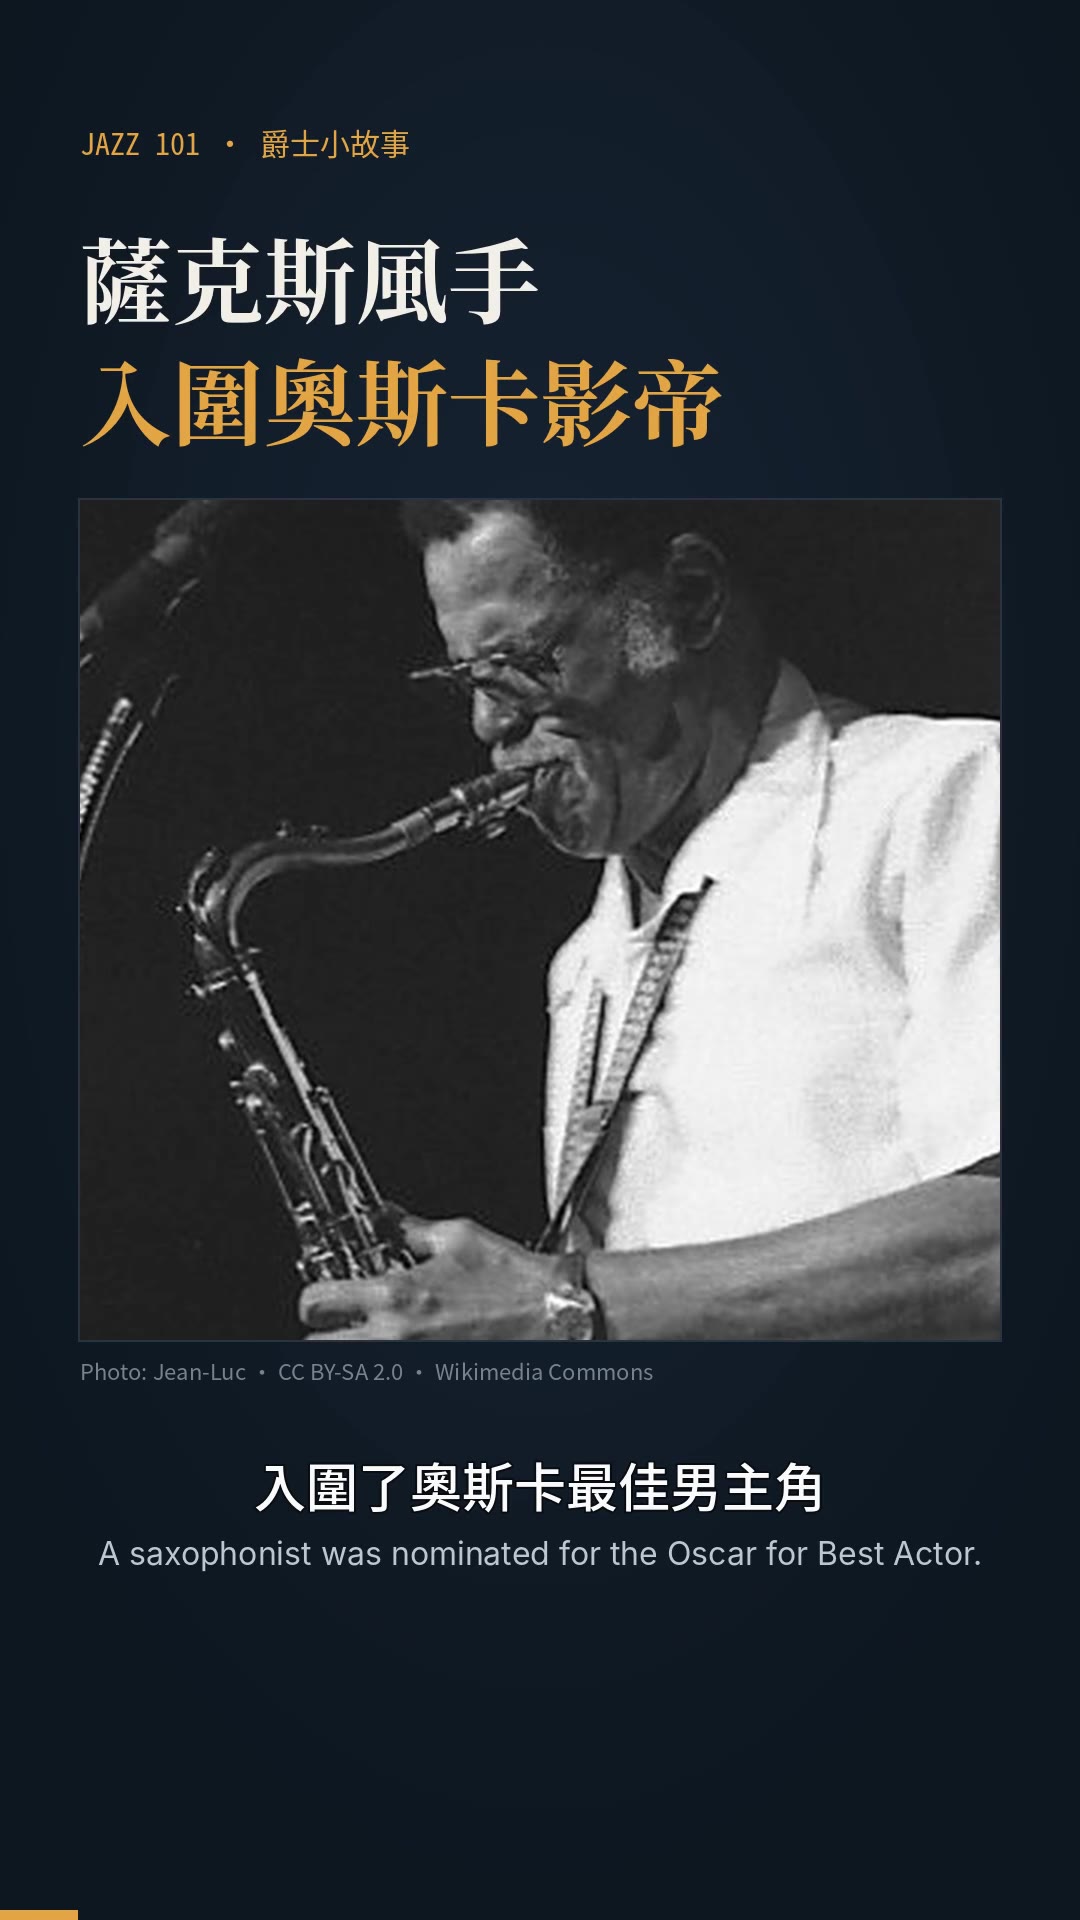 JAZZ 101 • 爵士小故事
薩克斯風手
入圍奧斯卡影帝
Photo: Jean-Luc • CC BY-SA 2.0 • Wikimedia Commons
入圍了奧斯卡最佳男主角
A saxophonist was nominated for the Oscar for Best Actor.